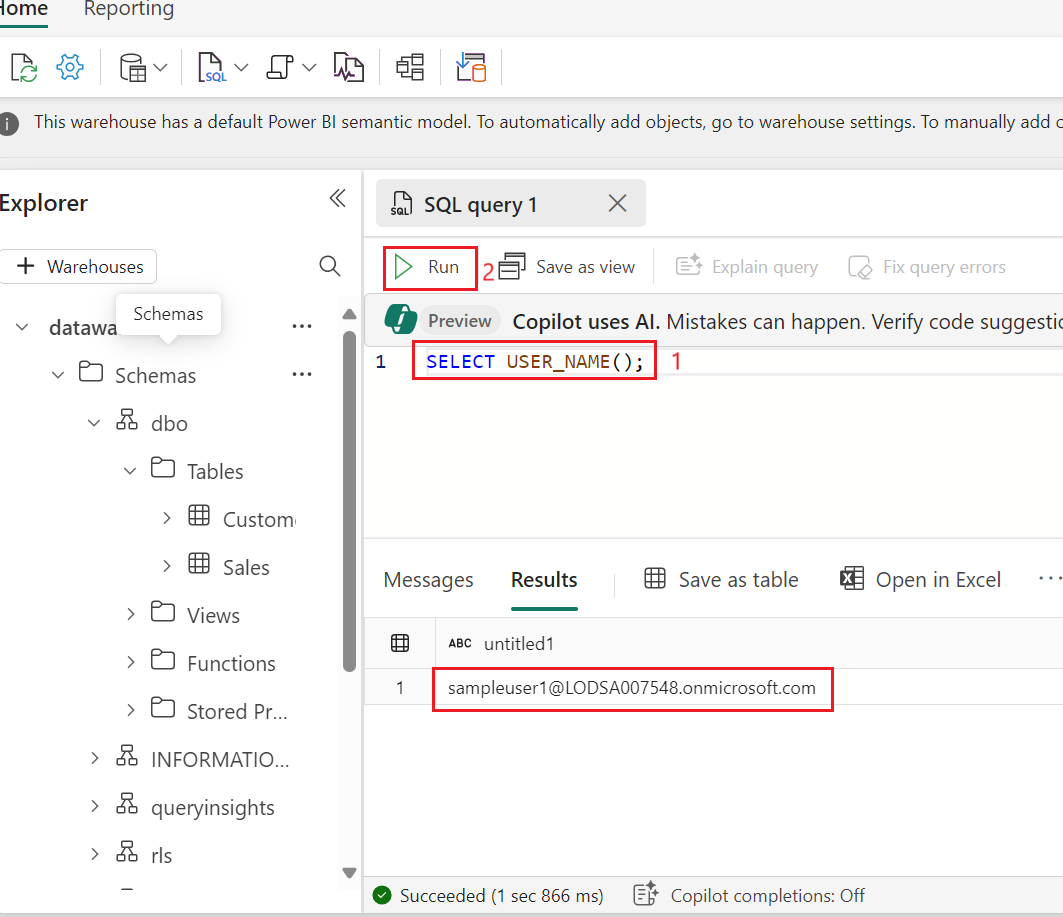 Home Reporting
SQL
This warehouse has a default Power BI semantic model. To automatically add objects, go to warehouse settings. To manually add
Explorer
SQL SQL query 1
+ Warehouses
Run 2 Save as view Explain query Fix query errors
Schemas
datawa
Preview Copilot uses AI. Mistakes can happen. Verify code
1 SELECT USER_NAME(); 1
Schemas
dbo
Tables
Custome
Sales
Views
Functions
Stored Pr...
INFORMATIO...
queryinsights
rls
Messages Results Save as table Open in Excel
ABC untitled1
1 sampleuser1@LODSA007548.onmicrosoft.com
Succeeded (1 sec 866 ms) Copilot completions: Off